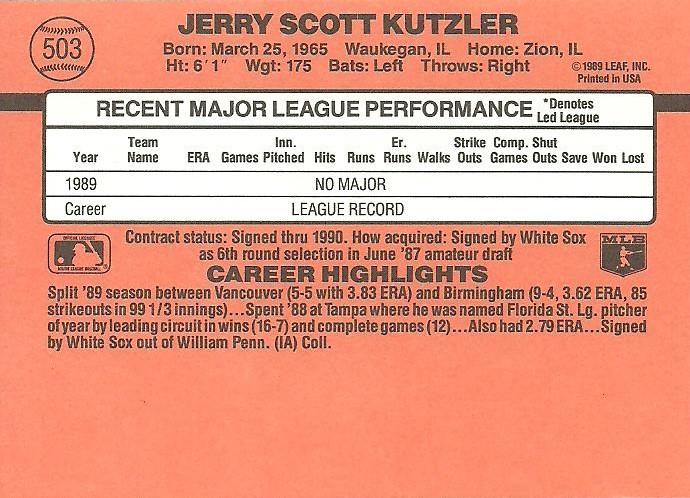 JERRY SCOTT KUTZLER
503
Born: March 25, 1965 Waukegan, IL Home: Zion, IL
Ht: 6'1" Wgt: 175 Bats: Left Throws: Right
©1989 LEAF, INC.
Printed in USA
RECENT MAJOR LEAGUE PERFORMANCE *Denotes Led League
Year Team Name ERA Games Inn. Pitched Hits Runs Er. Runs Walks Strike Outs Comp. Games Shut Outs Save Won Lost
1989 NO MAJOR
Career LEAGUE RECORD
Contract status: Signed thru 1990. How acquired: Signed by White Sox
as 6th round selection in June '87 amateur draft
MLB
CAREER HIGHLIGHTS
Split '89 season between Vancouver (5-5 with 3.83 ERA) and Birmingham (9-4, 3.62 ERA, 85
strikeouts in 99 1/3 innings)...Spent '88 at Tampa where he was named Florida St. Lg. pitcher
of year by leading circuit in wins (16-7) and complete games (12)...Also had 2.79 ERA...Signed
by White Sox out of William Penn. (IA) Coll.